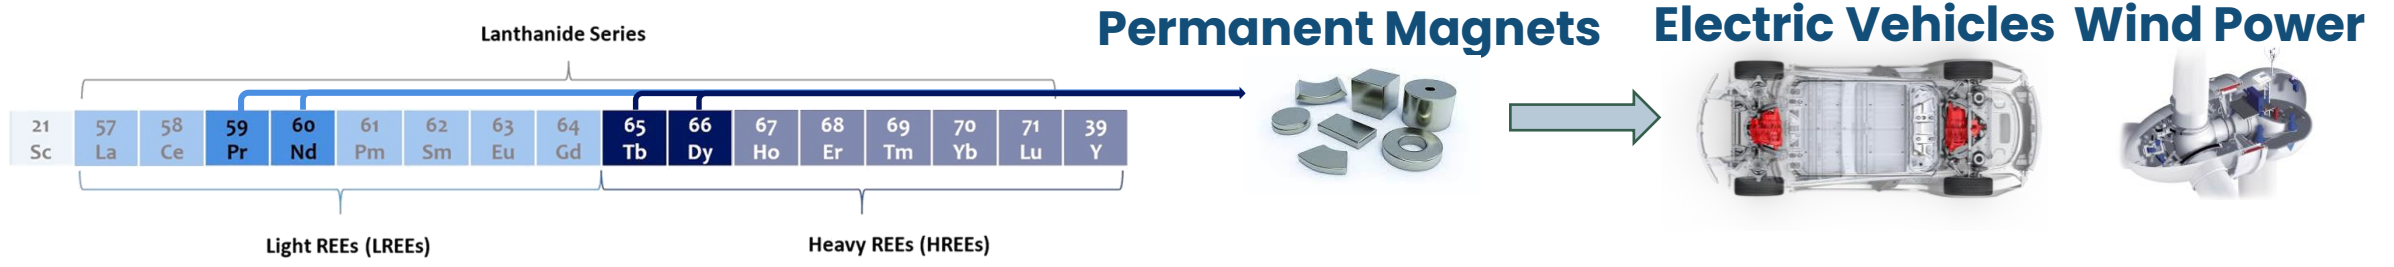 Lanthanide Series
Permanent Magnets
Electric Vehicles
Wind Power
21 57 58 59 60 61 62 63 64 65 66 67 68 69 70 71 39
Sc La Ce Pr Nd Pm Sm Eu Gd Tb Dy Ho Er Tm Yb Lu Y
Light REEs (LREEs)
Heavy REEs (HREEs)